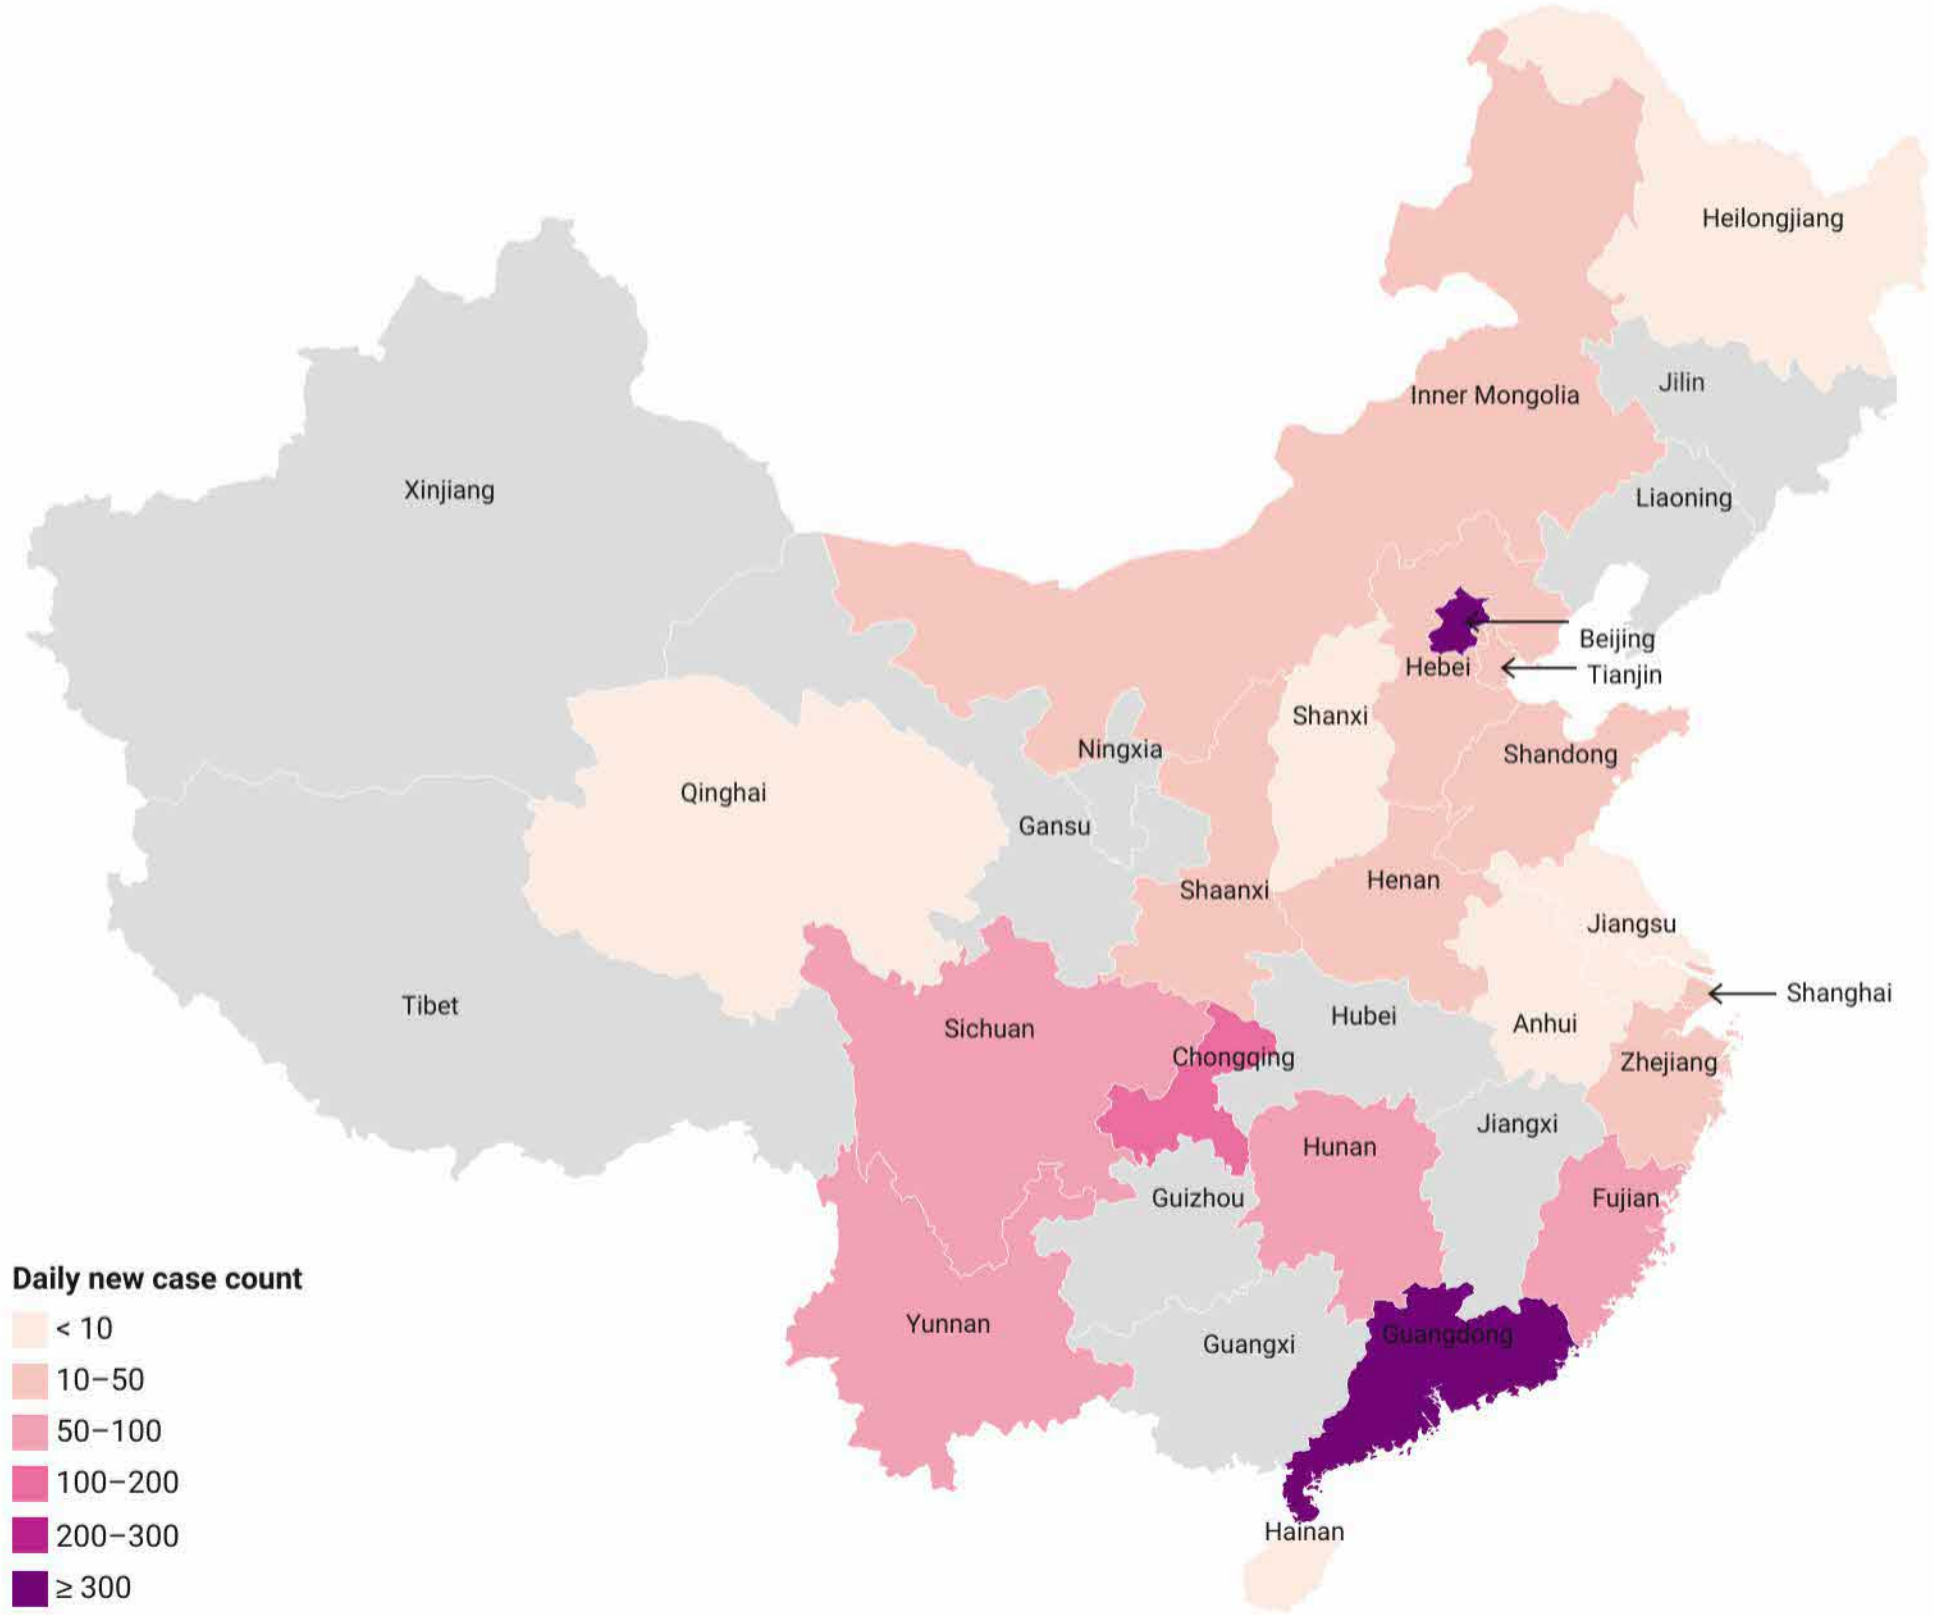 Heilongjiang
Jilin
Inner Mongolia
Xinjiang
Liaoning
Beijing
Hebei
Tianjin
Shanxi
Ningxia
Shandong
Qinghai
Gansu
Henan
Shaanxi
Jiangsu
Shanghai
Tibet
Hubei
Anhui
Sichuan
Chongqing
Zhejiang
Jiangxi
Hunan
Guizhou
Fujian
Yunnan
Guangdong
Guangxi
Hainan
Daily new case count
< 10
10–50
50–100
100–200
200–300
≥ 300